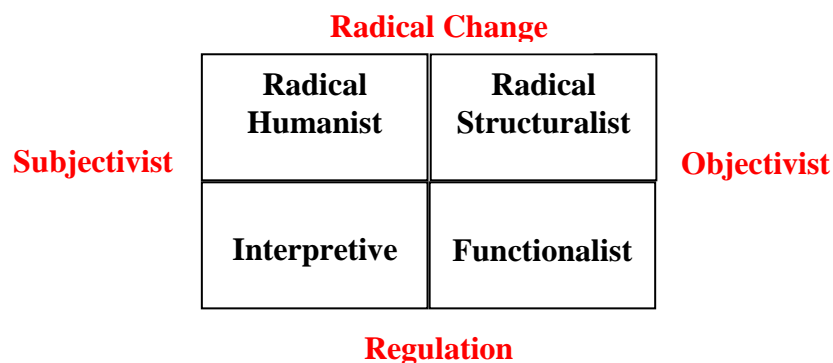 Radical Change
Radical Radical
Humanist Structuralist
Subjectivist Objectivist
Interpretive Functionalist
Regulation